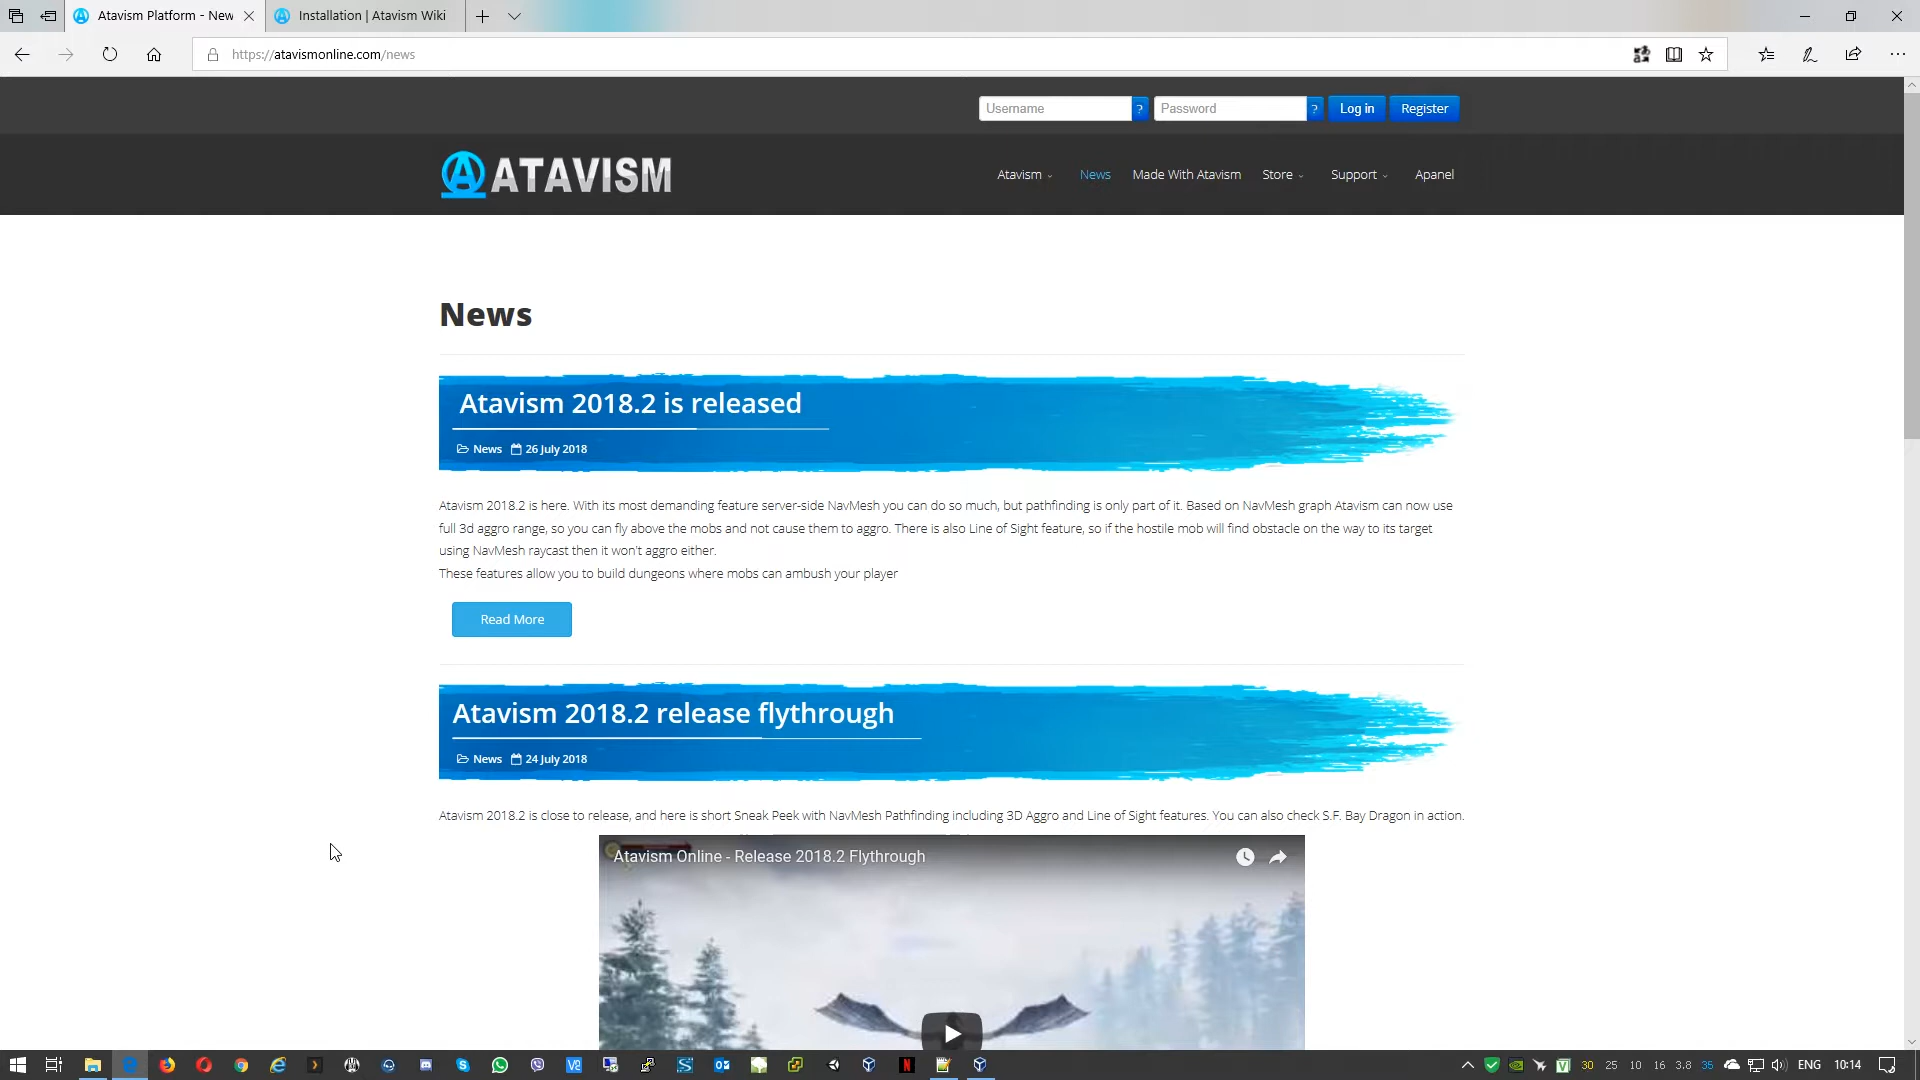 Atavism Platform - New
Installation | Atavism Wiki
https://atavismonline.com/news
Username
?
Password
?
Log in
Register
ATAVISM
Atavism
News
Made With Atavism
Store
Support
Apanel
News
Atavism 2018.2 is released
News 26 July 2018
Atavism 2018.2 is here. With its most demanding feature server-side NavMesh you can do so much, but pathfinding is only part of it. Based on NavMesh graph Atavism can now use
full 3d aggro range, so you can fly above the mobs and not cause them to aggro. There is also Line of Sight feature, so if the hostile mob will find obstacle on the way to its target
using NavMesh raycast then it won't aggro either.
These features allow you to build dungeons where mobs can ambush your player
Read More
Atavism 2018.2 release flythrough
News 24 July 2018
Atavism 2018.2 is close to release, and here is short Sneak Peek with NavMesh Pathfinding including 3D Aggro and Line of Sight features. You can also check S.F. Bay Dragon in action.
Atavism Online - Release 2018.2 Flythrough
30 25 10 16 3.8 35 ENG 10:14